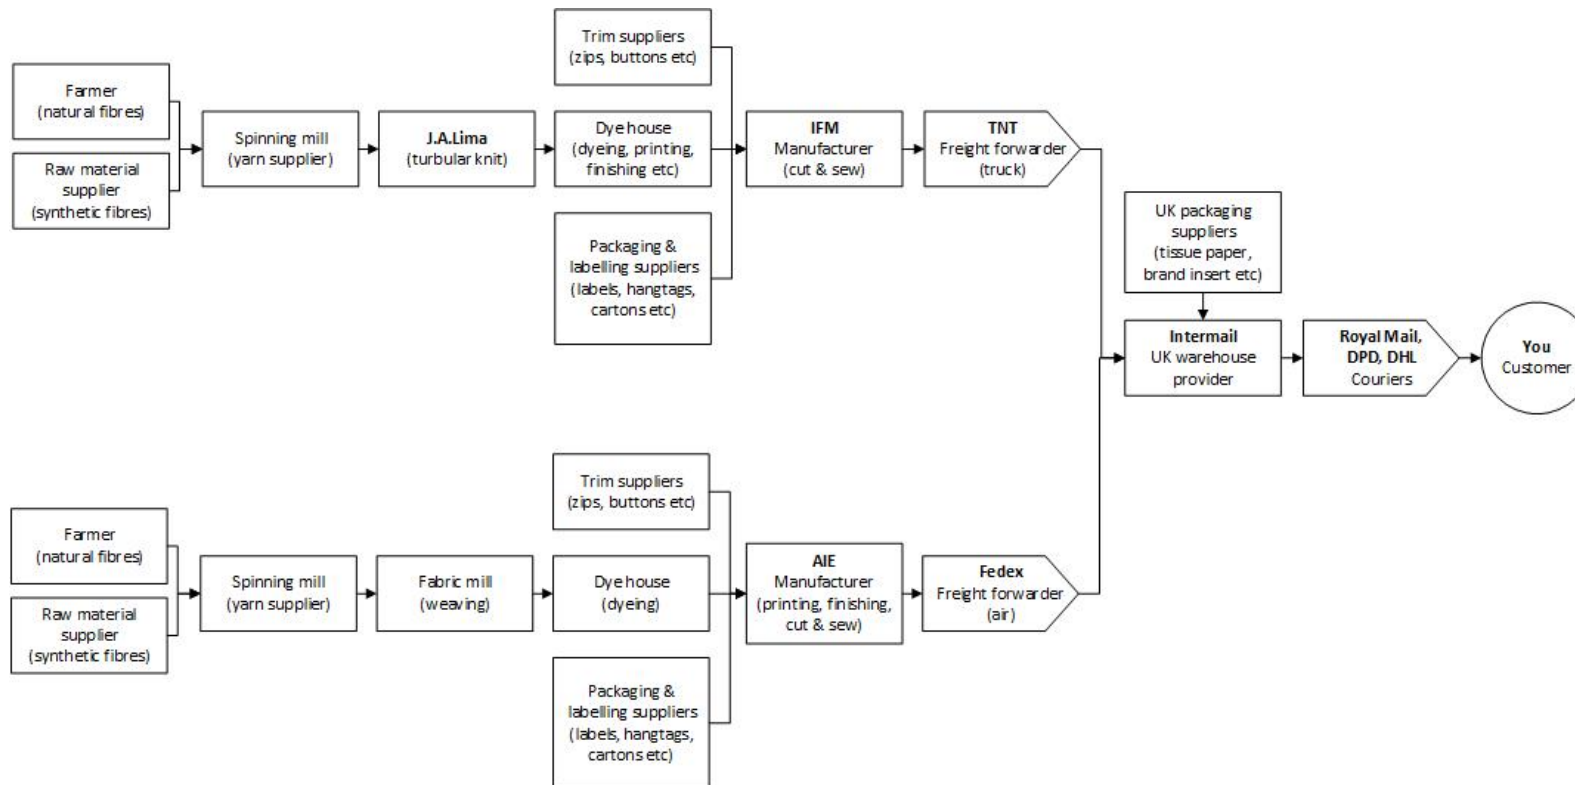 Farmer
(natural fibres)
Raw material
supplier
(synthetic fibres)
Spinning mill
(yarn supplier)
J.A.Lima
(turbular knit)
Trim suppliers
(zips, buttons etc)
Dye house
(dyeing, printing,
finishing etc)
Packaging &
labelling suppliers
(labels, hangtags,
cartons etc)
IFM
Manufacturer
(cut & sew)
TNT
Freight forwarder
(truck)
UK packaging
suppliers
(tissue paper,
brand insert etc)
Intermail
UK warehouse
provider
Royal Mail,
DPD, DHL
Couriers
You
Customer
Farmer
(natural fibres)
Raw material
supplier
(synthetic fibres)
Spinning mill
(yarn supplier)
Fabric mill
(weaving)
Trim suppliers
(zips, buttons etc)
Dye house
(dyeing)
Packaging &
labelling suppliers
(labels, hangtags,
cartons etc)
AIE
Manufacturer
(printing, finishing,
cut & sew)
Fedex
Freight forwarder
(air)